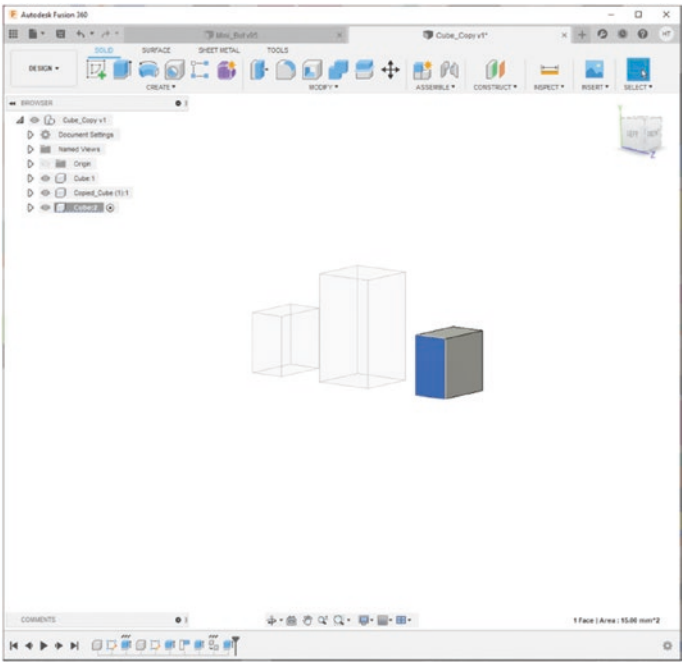 Autodesk Fusion 360
Cube_Copy v1*
HT
SOLID SURFACE SHEET METAL TOOLS
DESIGN
CREATE MODIFY ASSEMBLE CONSTRUCT INSPECT INSERT SELECT
BROWSER
Cube_Copy v1
Document Settings
Named Views
Origin
Cube:1
Copied_Cube (1):1
Cube:2
LEFT
Y
Z
COMMENTS
1 Face | Area : 15.00 mm^2